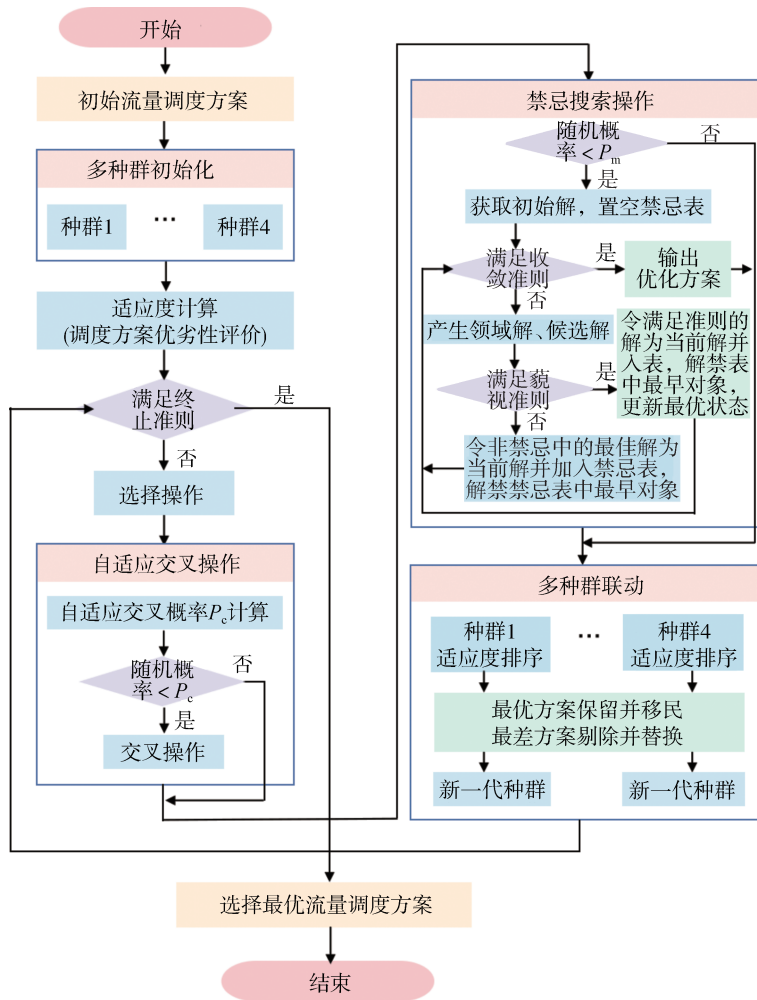 开始
初始流量调度方案
多种群初始化
种群1
…
种群4
适应度计算
(调度方案优劣性评价)
满足终
止准则
是
否
选择操作
自适应交叉操作
自适应交叉概率Pc计算
随机概
率<Pc
否
是
交叉操作
禁忌搜索操作
随机概
率<Pm
否
是
获取初始解，置空禁忌表
满足收
敛准则
是
输出
优化方案
否
产生领域解、候选解
满足藐
视准则
是
令满足准则的
解为当前解并
入表，解禁表
中最早对象，
更新最优状态
否
令非禁忌中的最佳解为
当前解并加入禁忌表，
解禁禁忌表中最早对象
多种群联动
种群1
适应度排序
…
种群4
适应度排序
最优方案保留并移民
最差方案剔除并替换
新一代种群
新一代种群
选择最优流量调度方案
结束